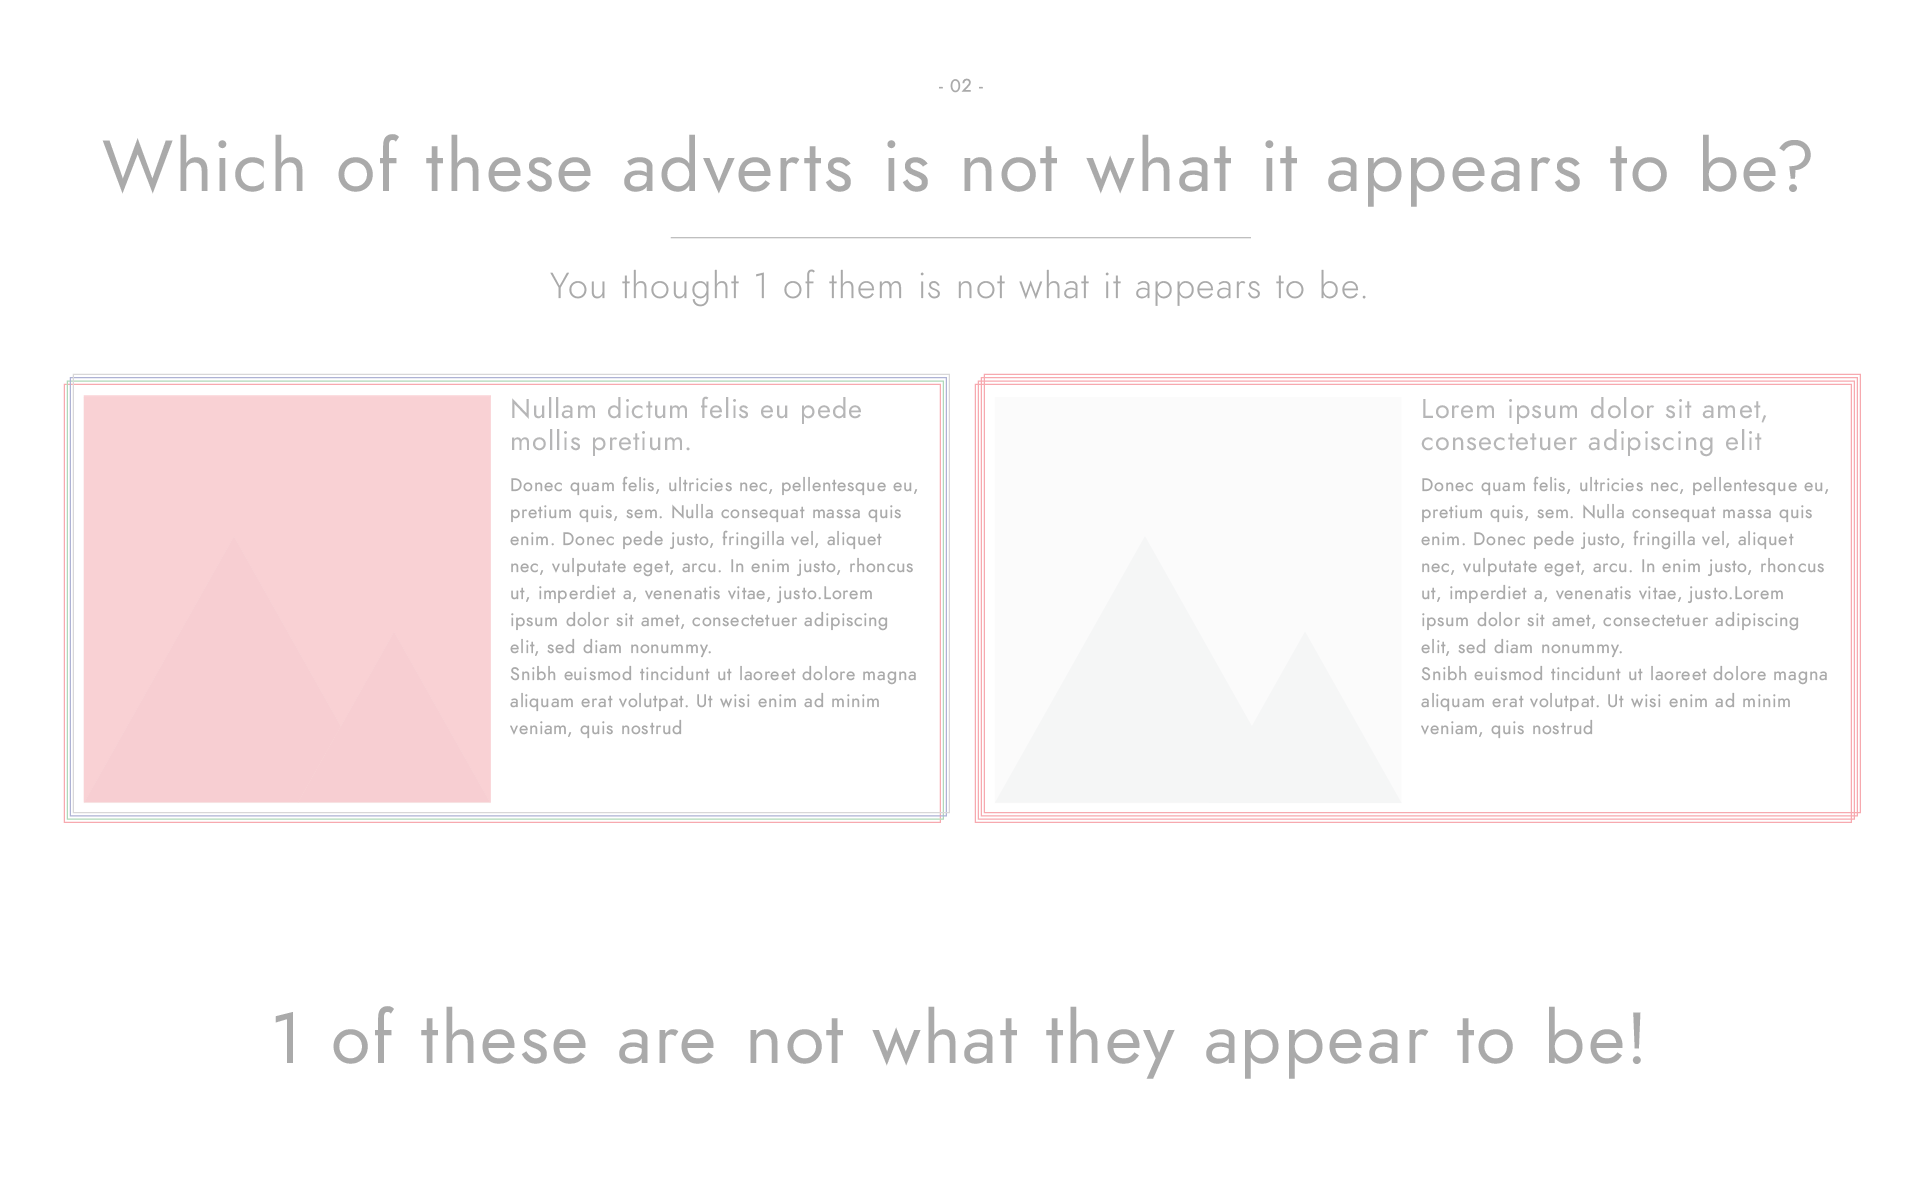 - 02 -
Which of these adverts is not what it appears to be?
You thought 1 of them is not what it appears to be.
Nullam dictum felis eu pede
mollis pretium.
Donec quam felis, ultricies nec, pellentesque eu,
pretium quis, sem. Nulla consequat massa quis
enim. Donec pede justo, fringilla vel, aliquet
nec, vulputate eget, arcu. In enim justo, rhoncus
ut, imperdiet a, venenatis vitae, justo.Lorem
ipsum dolor sit amet, consectetuer adipiscing
elit, sed diam nonummy.
Snibh euismod tincidunt ut laoreet dolore magna
aliquam erat volutpat. Ut wisi enim ad minim
veniam, quis nostrud
Lorem ipsum dolor sit amet,
consectetuer adipiscing elit
Donec quam felis, ultricies nec, pellentesque eu,
pretium quis, sem. Nulla consequat massa quis
enim. Donec pede justo, fringilla vel, aliquet
nec, vulputate eget, arcu. In enim justo, rhoncus
ut, imperdiet a, venenatis vitae, justo.Lorem
ipsum dolor sit amet, consectetuer adipiscing
elit, sed diam nonummy.
Snibh euismod tincidunt ut laoreet dolore magna
aliquam erat volutpat. Ut wisi enim ad minim
veniam, quis nostrud
1 of these are not what they appear to be!